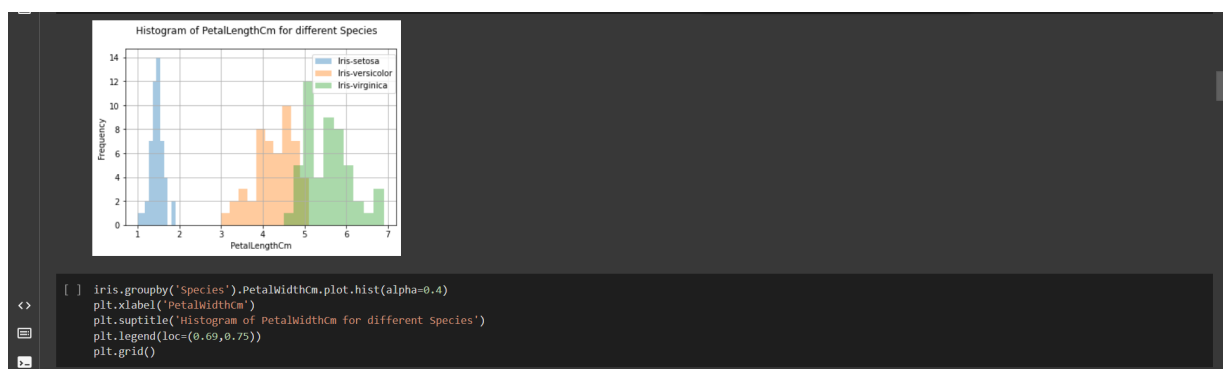 Histogram of PetalLengthCm for different Species
14
12
10
8
6
4
2
0
Frequency
Iris-setosa
Iris-versicolor
Iris-virginica
1 2 3 4 5 6 7
PetalLengthCm
[ ] iris.groupby('Species').PetalWidthCm.plot.hist(alpha=0.4)
plt.xlabel('PetalWidthCm')
plt.suptitle('Histogram of PetalWidthCm for different Species')
plt.legend(loc=(0.69,0.75))
plt.grid()